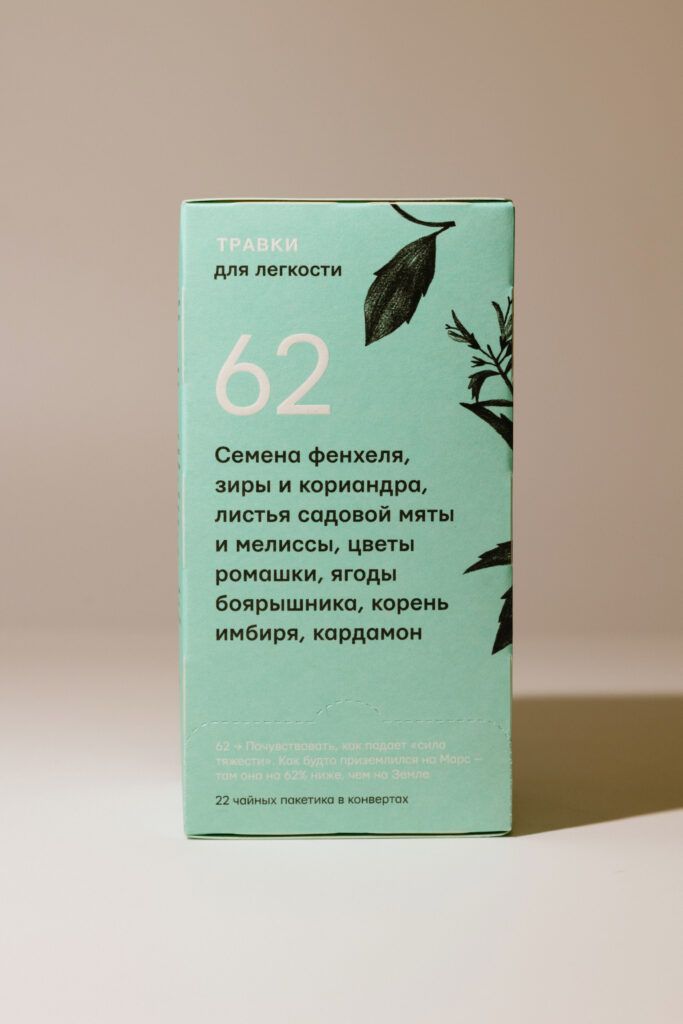 ТРАВКИ
для легкости
62
Семена фенхеля,
зиры и кориандра,
листья садовой мяты
и мелиссы, цветы
ромашки, ягоды
боярышника, корень
имбиря, кардамон
62 → Почувствовать, как падает «сила
тяжести». Как будто приземлился на Марс –
там она на 62% ниже, чем на Земле
22 чайных пакетика в конвертах